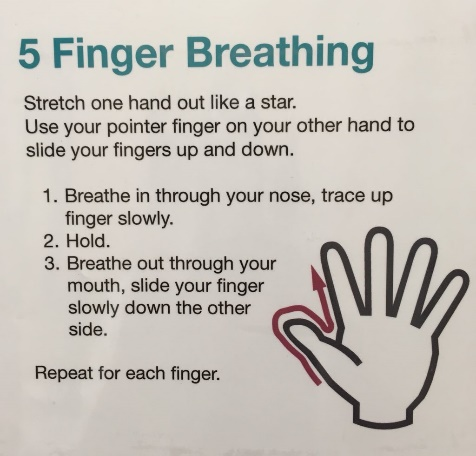 5 Finger Breathing
Stretch one hand out like a star.
Use your pointer finger on your other hand to
slide your fingers up and down.
1. Breathe in through your nose, trace up
finger slowly.
2. Hold.
3. Breathe out through your
mouth, slide your finger
slowly down the other
side.
Repeat for each finger.